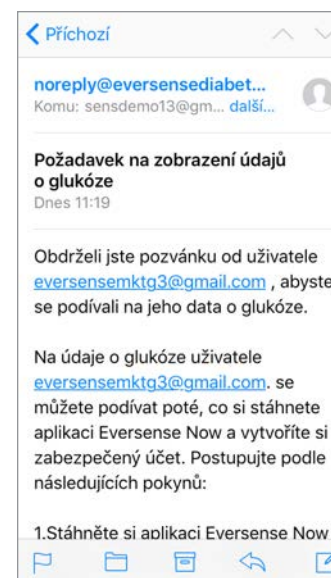 Příchozí
noreply@eversensediabet...
Komu: sensdemo13@gm... další...
Požadavek na zobrazení údajů
o glukóze
Dnes 11:19
Obdrželi jste pozvánku od uživatele
eversensemktg3@gmail.com , abyste
se podívali na jeho data o glukóze.
Na údaje o glukóze uživatele
eversensemktg3@gmail.com. se
můžete podívat poté, co si stáhnete
aplikaci Eversense Now a vytvoříte si
zabezpečený účet. Postupujte podle
následujících pokynů:
1.Stáhněte si aplikaci Eversense Now